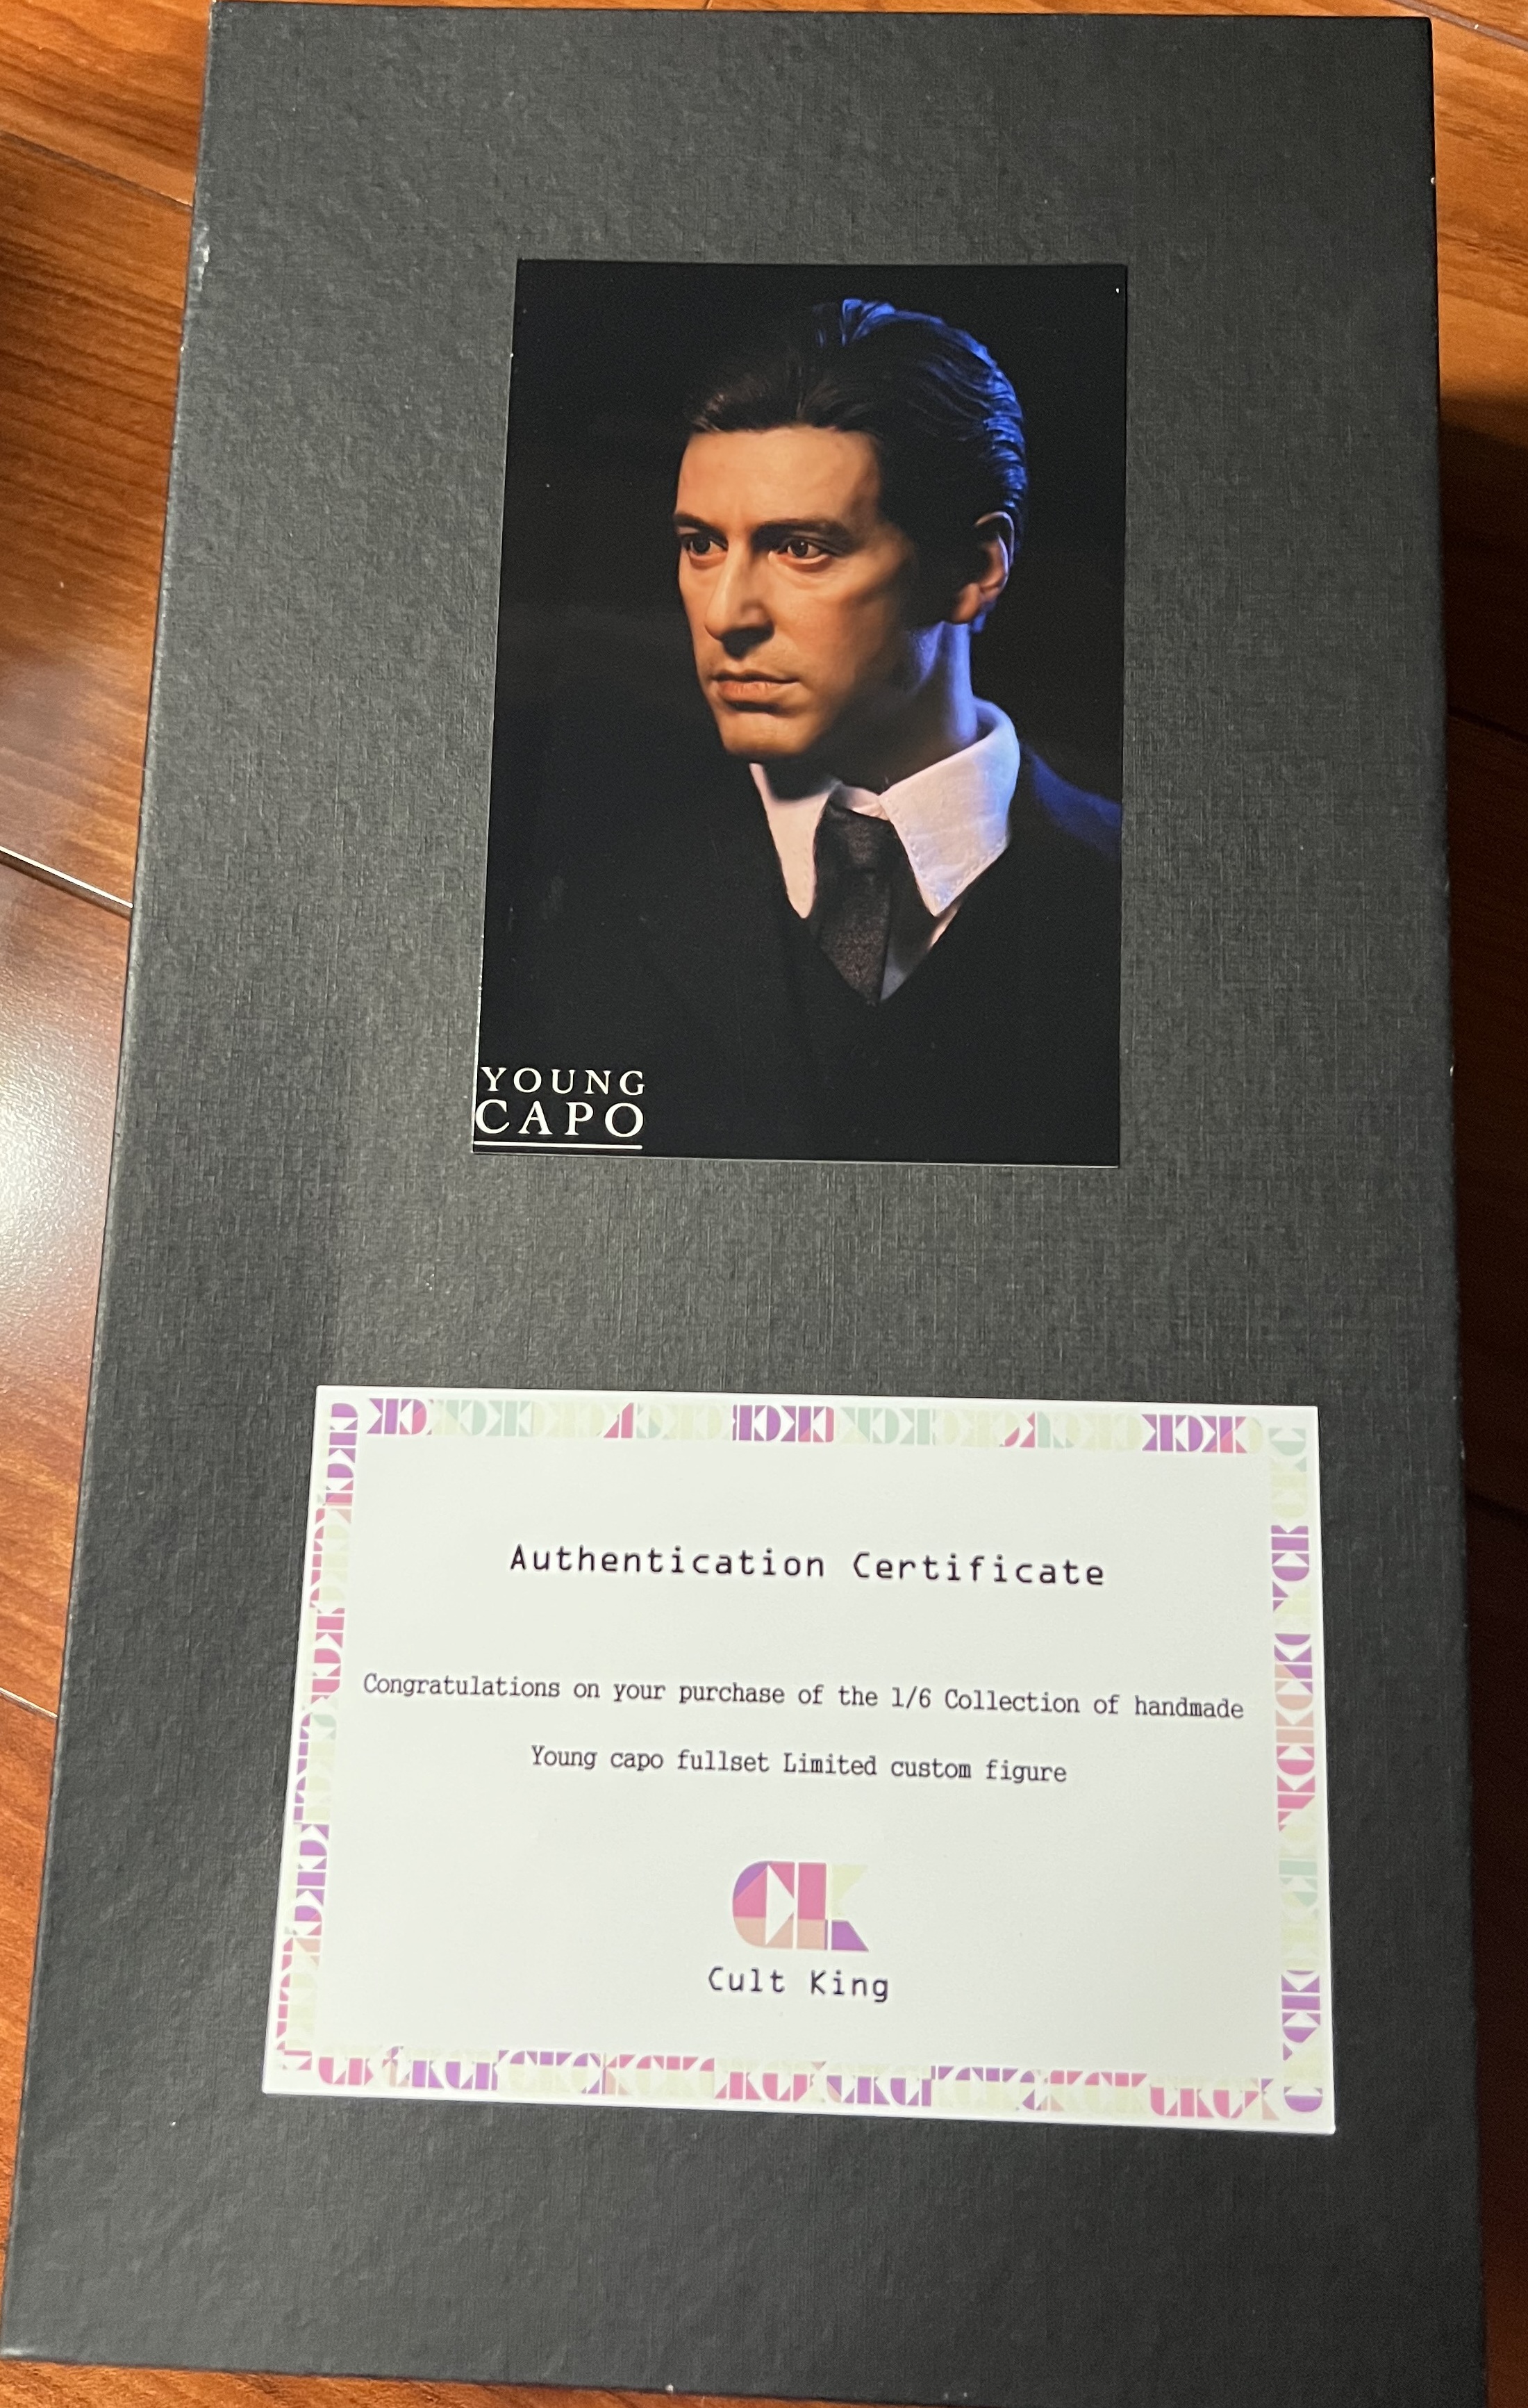 YOUNG
CAPO
Authentication Certificate
Congratulations on your purchase of the 1/6 Collection of handmade
Young capo fullset Limited custom figure
CK
Cult King